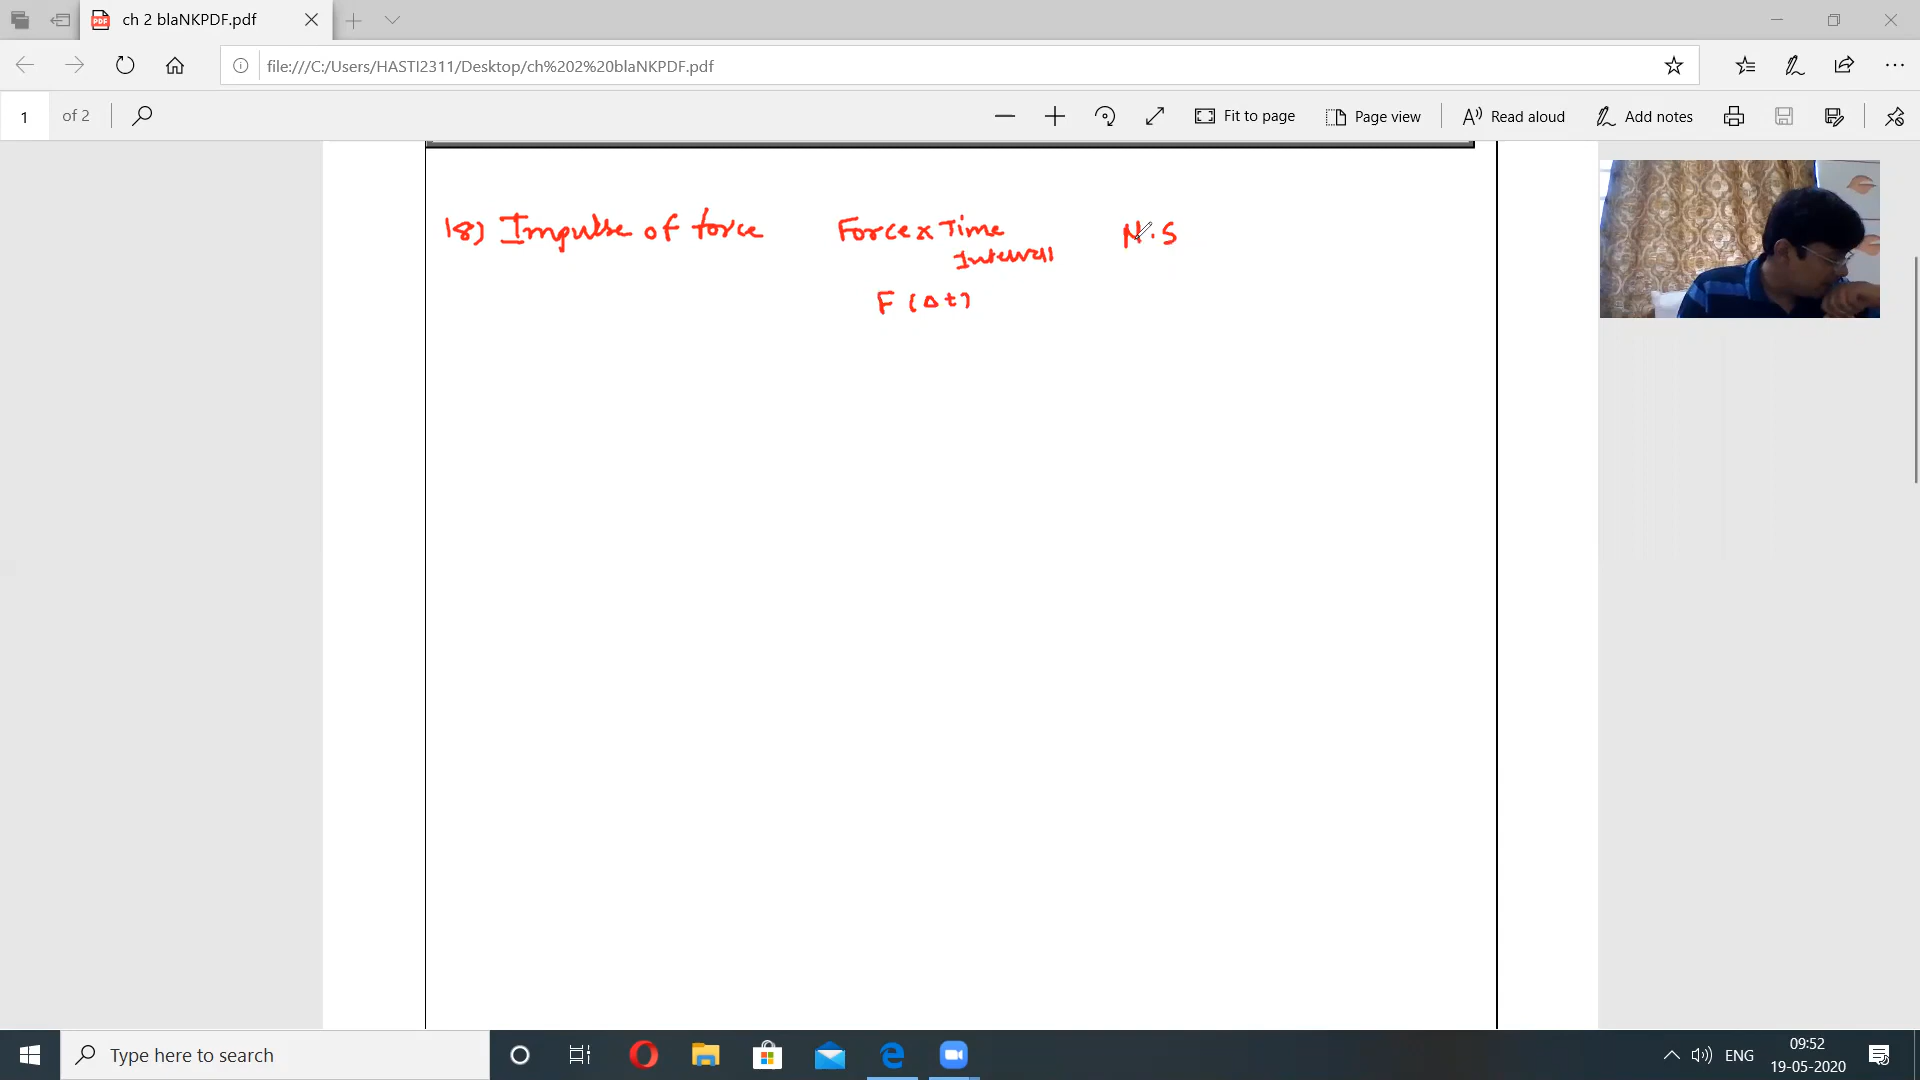 ch 2 blaNKPDF.pdf
file:///C:/Users/HASTI2311/Desktop/ch%202%20blaNKPDF.pdf
1 of 2 Fit to page Page view Read aloud Add notes
18) Impulse of force Force x Time N.S
Intervall
F (Δt)
Type here to search
ENG
09:52
19-05-2020